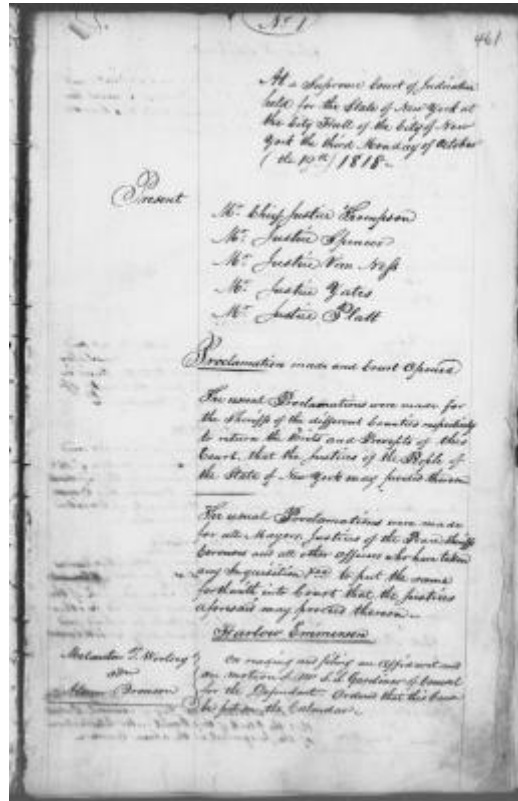 No 1
461
At a Supreme Court of Judicature
held for the State of New York at
the City Hall of the City of New
York the third Monday of October
(the 19th) 1818
Present
Mr. Chief Justice Thompson
Mr. Justice Spencer
Mr. Justice Van Ness
Mr. Justice Yates
Mr. Justice Platt
Proclamation made and Court Opened
The usual Proclamations were made for
the Sheriffs of the different Counties respectively
to return the Writs and Precepts of this
Court, that the Justices of the People of
the State of New York may proceed thereon
The usual Proclamations were made
for all Mayors, Justices of the Peace, Sheriffs
Coroners and all other Officers who have taken
any Inquisition &c to put the same
forthwith into Court that the Justices
aforesaid may proceed thereon
Harlow
T.
Bronson
On reading and filing an Affidavit and
on motion of Mr Gardiner of Counsel
for the Defendant Ordered that this Cause
be put on the Calendar